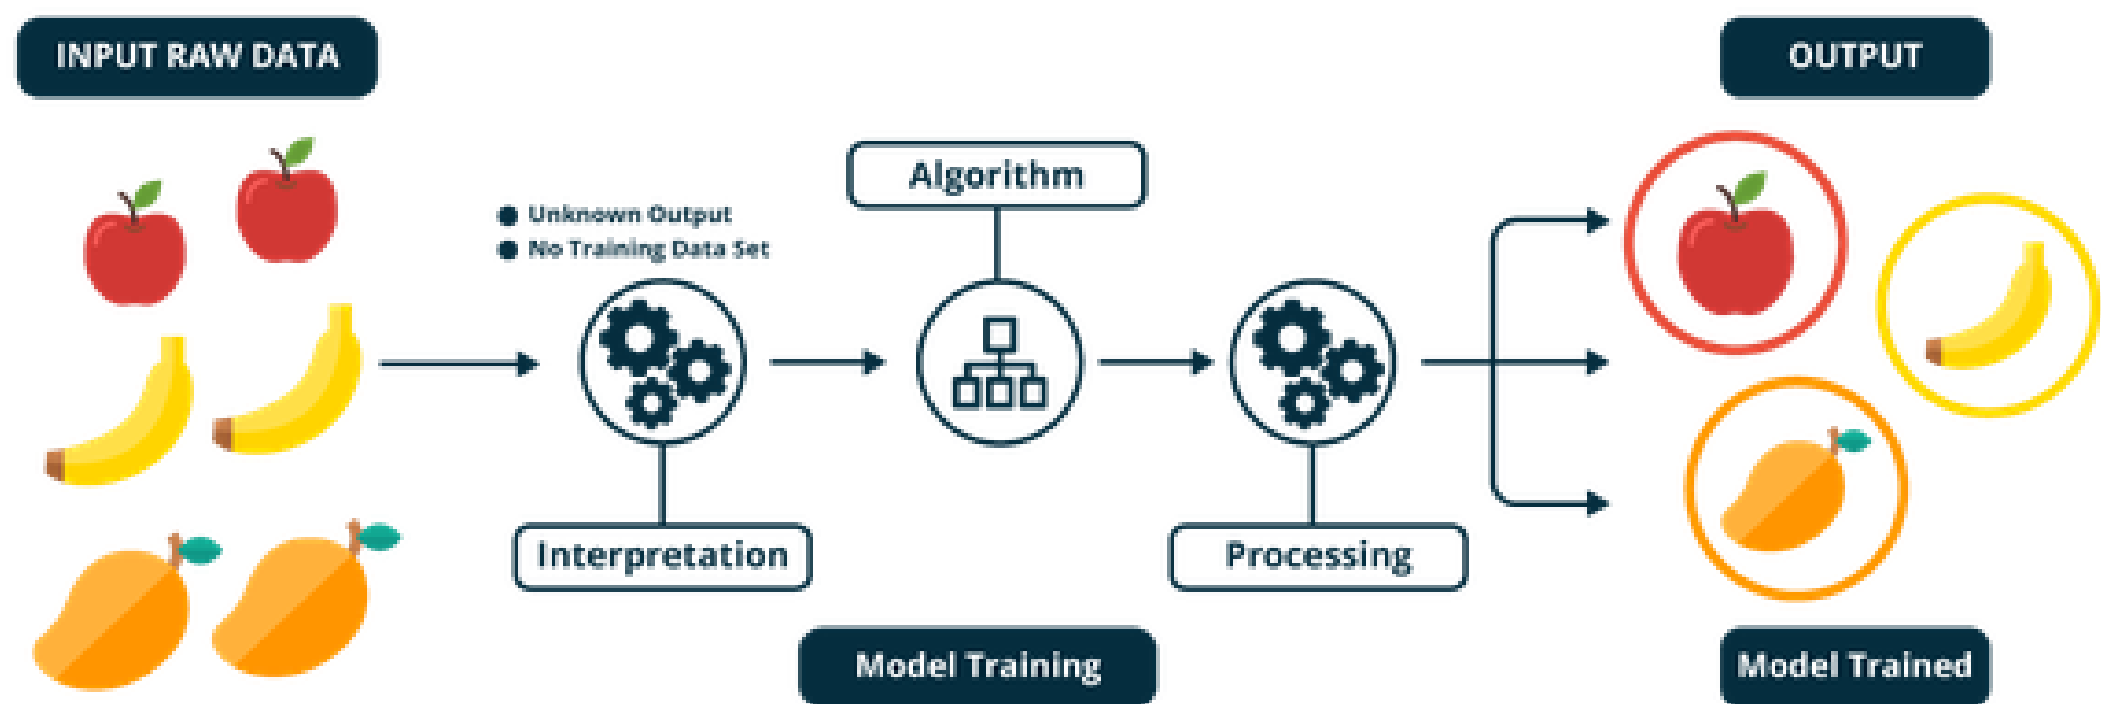 INPUT RAW DATA
OUTPUT
Algorithm
Unknown Output
No Training Data Set
Interpretation
Processing
Model Training
Model Trained